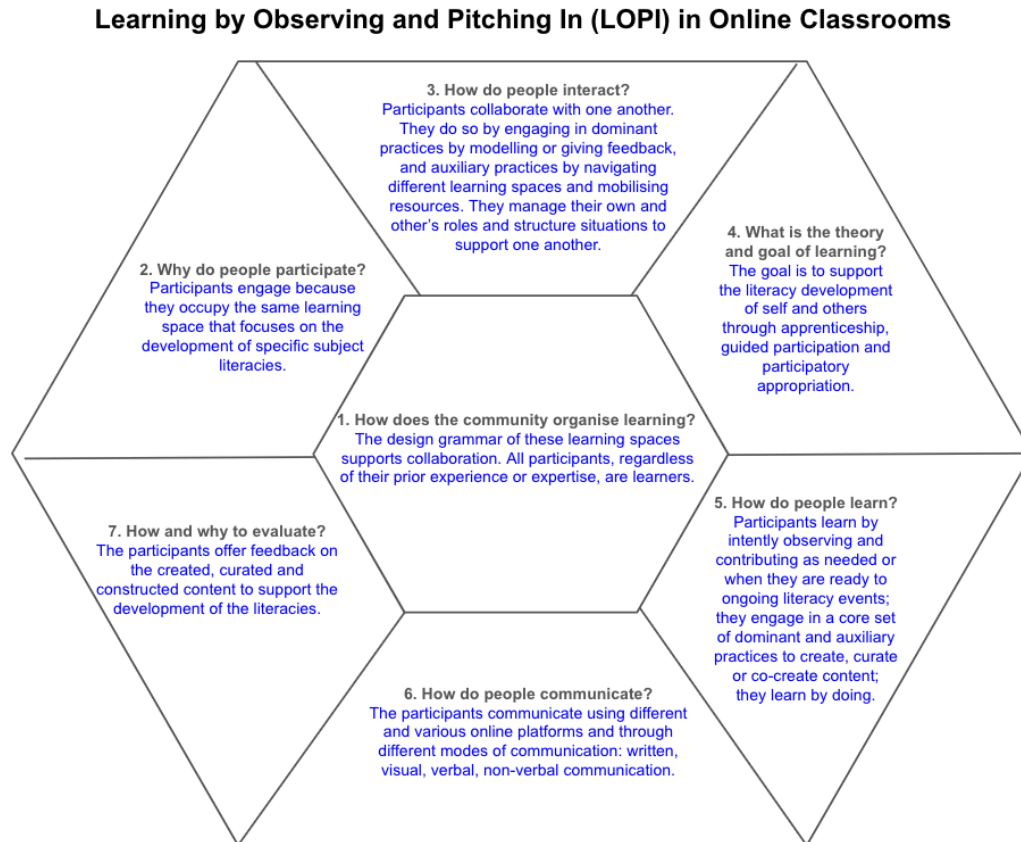 Learning by Observing and Pitching In (LOPI) in Online Classrooms
1. How does the community organise learning?
The design grammar of these learning spaces
supports collaboration. All participants, regardless
of their prior experience or expertise, are learners.
2. Why do people participate?
Participants engage because
they occupy the same learning
space that focuses on the
development of specific subject
literacies.
3. How do people interact?
Participants collaborate with one another.
They do so by engaging in dominant
practices by modelling or giving feedback,
and auxiliary practices by navigating
different learning spaces and mobilising
resources. They manage their own and
other's roles and structure situations to
support one another.
4. What is the theory
and goal of learning?
The goal is to support
the literacy development
of self and others
through apprenticeship,
guided participation and
participatory
appropriation.
5. How do people learn?
Participants learn by
intently observing and
contributing as needed or
when they are ready to
ongoing literacy events;
they engage in a core set
of dominant and auxiliary
practices to create, curate
or co-create content;
they learn by doing.
6. How do people communicate?
The participants communicate using different
and various online platforms and through
different modes of communication: written,
visual, verbal, non-verbal communication.
7. How and why to evaluate?
The participants offer feedback on
the created, curated and
constructed content to support the
development of the literacies.